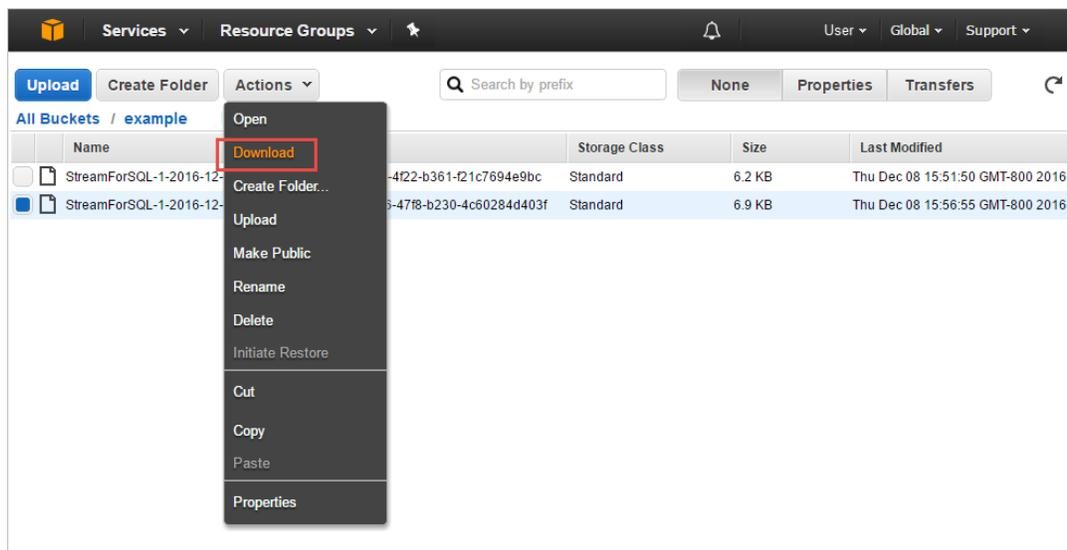 Services Resource Groups User Global Support
Upload Create Folder Actions Search by prefix None Properties Transfers
All Buckets / example
Name Storage Class Size Last Modified
StreamForSQL-1-2016-12- -4f22-b361-f21c7694e9bc Standard 6.2 KB Thu Dec 08 15:51:50 GMT-800 2016
StreamForSQL-1-2016-12- -47f8-b230-4c60284d403f Standard 6.9 KB Thu Dec 08 15:56:55 GMT-800 2016
Open
Download
Create Folder...
Upload
Make Public
Rename
Delete
Initiate Restore
Cut
Copy
Paste
Properties